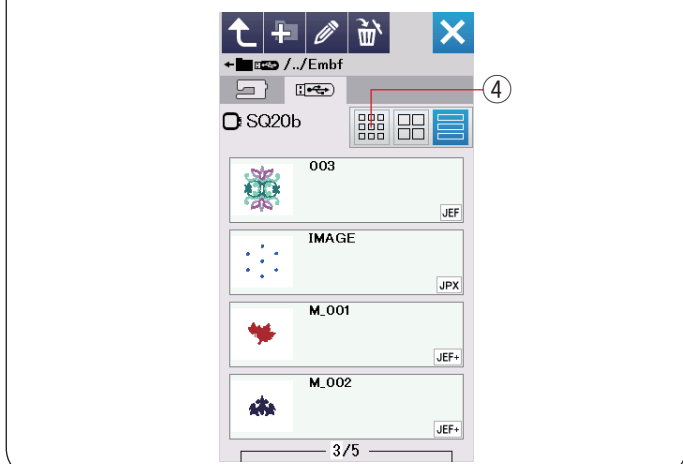 ←/../Embf
④
SQ20b
003
JEF
IMAGE
JPX
M_001
JEF+
M_002
JEF+
3/5